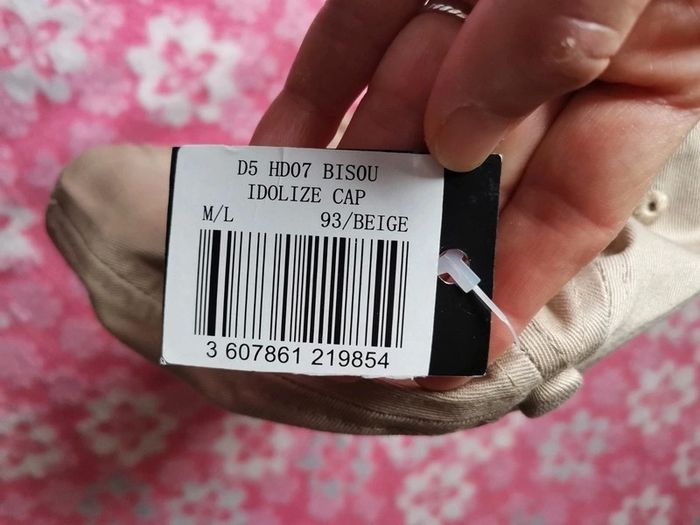 D5 HD07 BISOU
IDOLIZE CAP
M/L 93/BEIGE
3 607861 219854